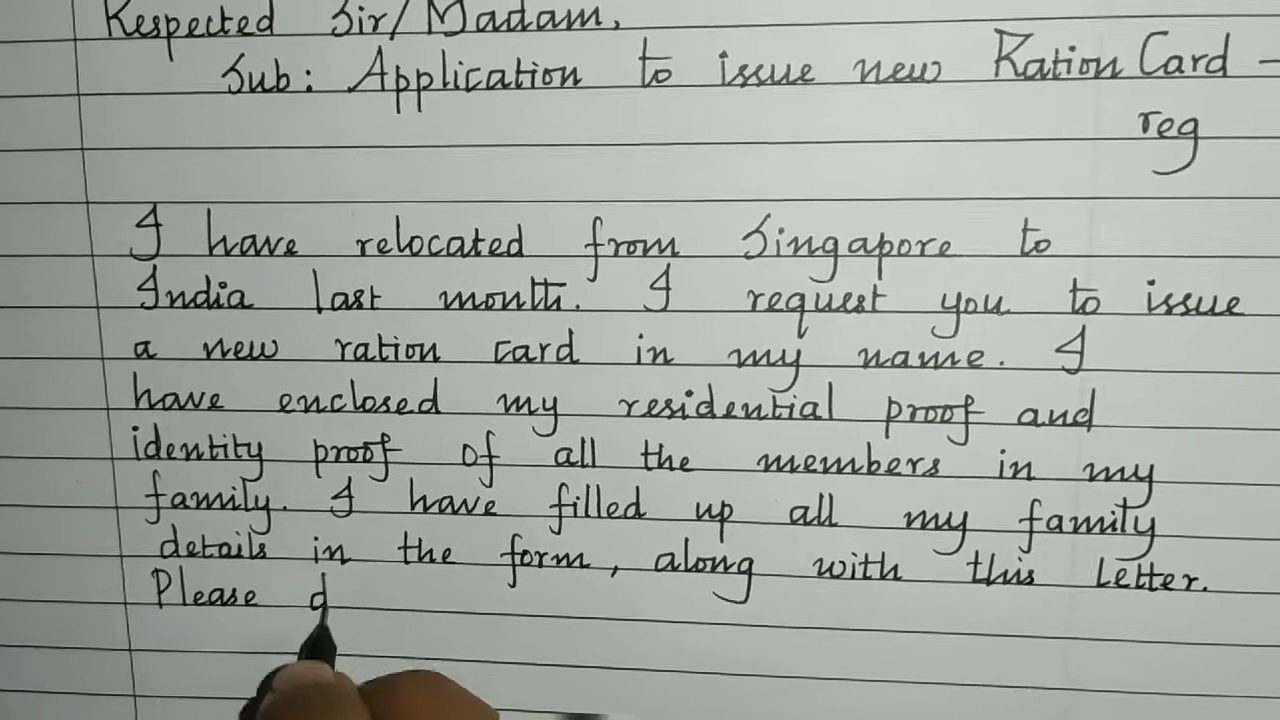 Respected Sir/Madam,
Sub: Application to issue new Ration Card -
reg
I have relocated from Singapore to
India last month. I request you to issue
a new ration card in my name. I
have enclosed my residential proof and
identity proof of all the members in my
family. I have filled up all my family
details in the form, along with this letter.
Please d